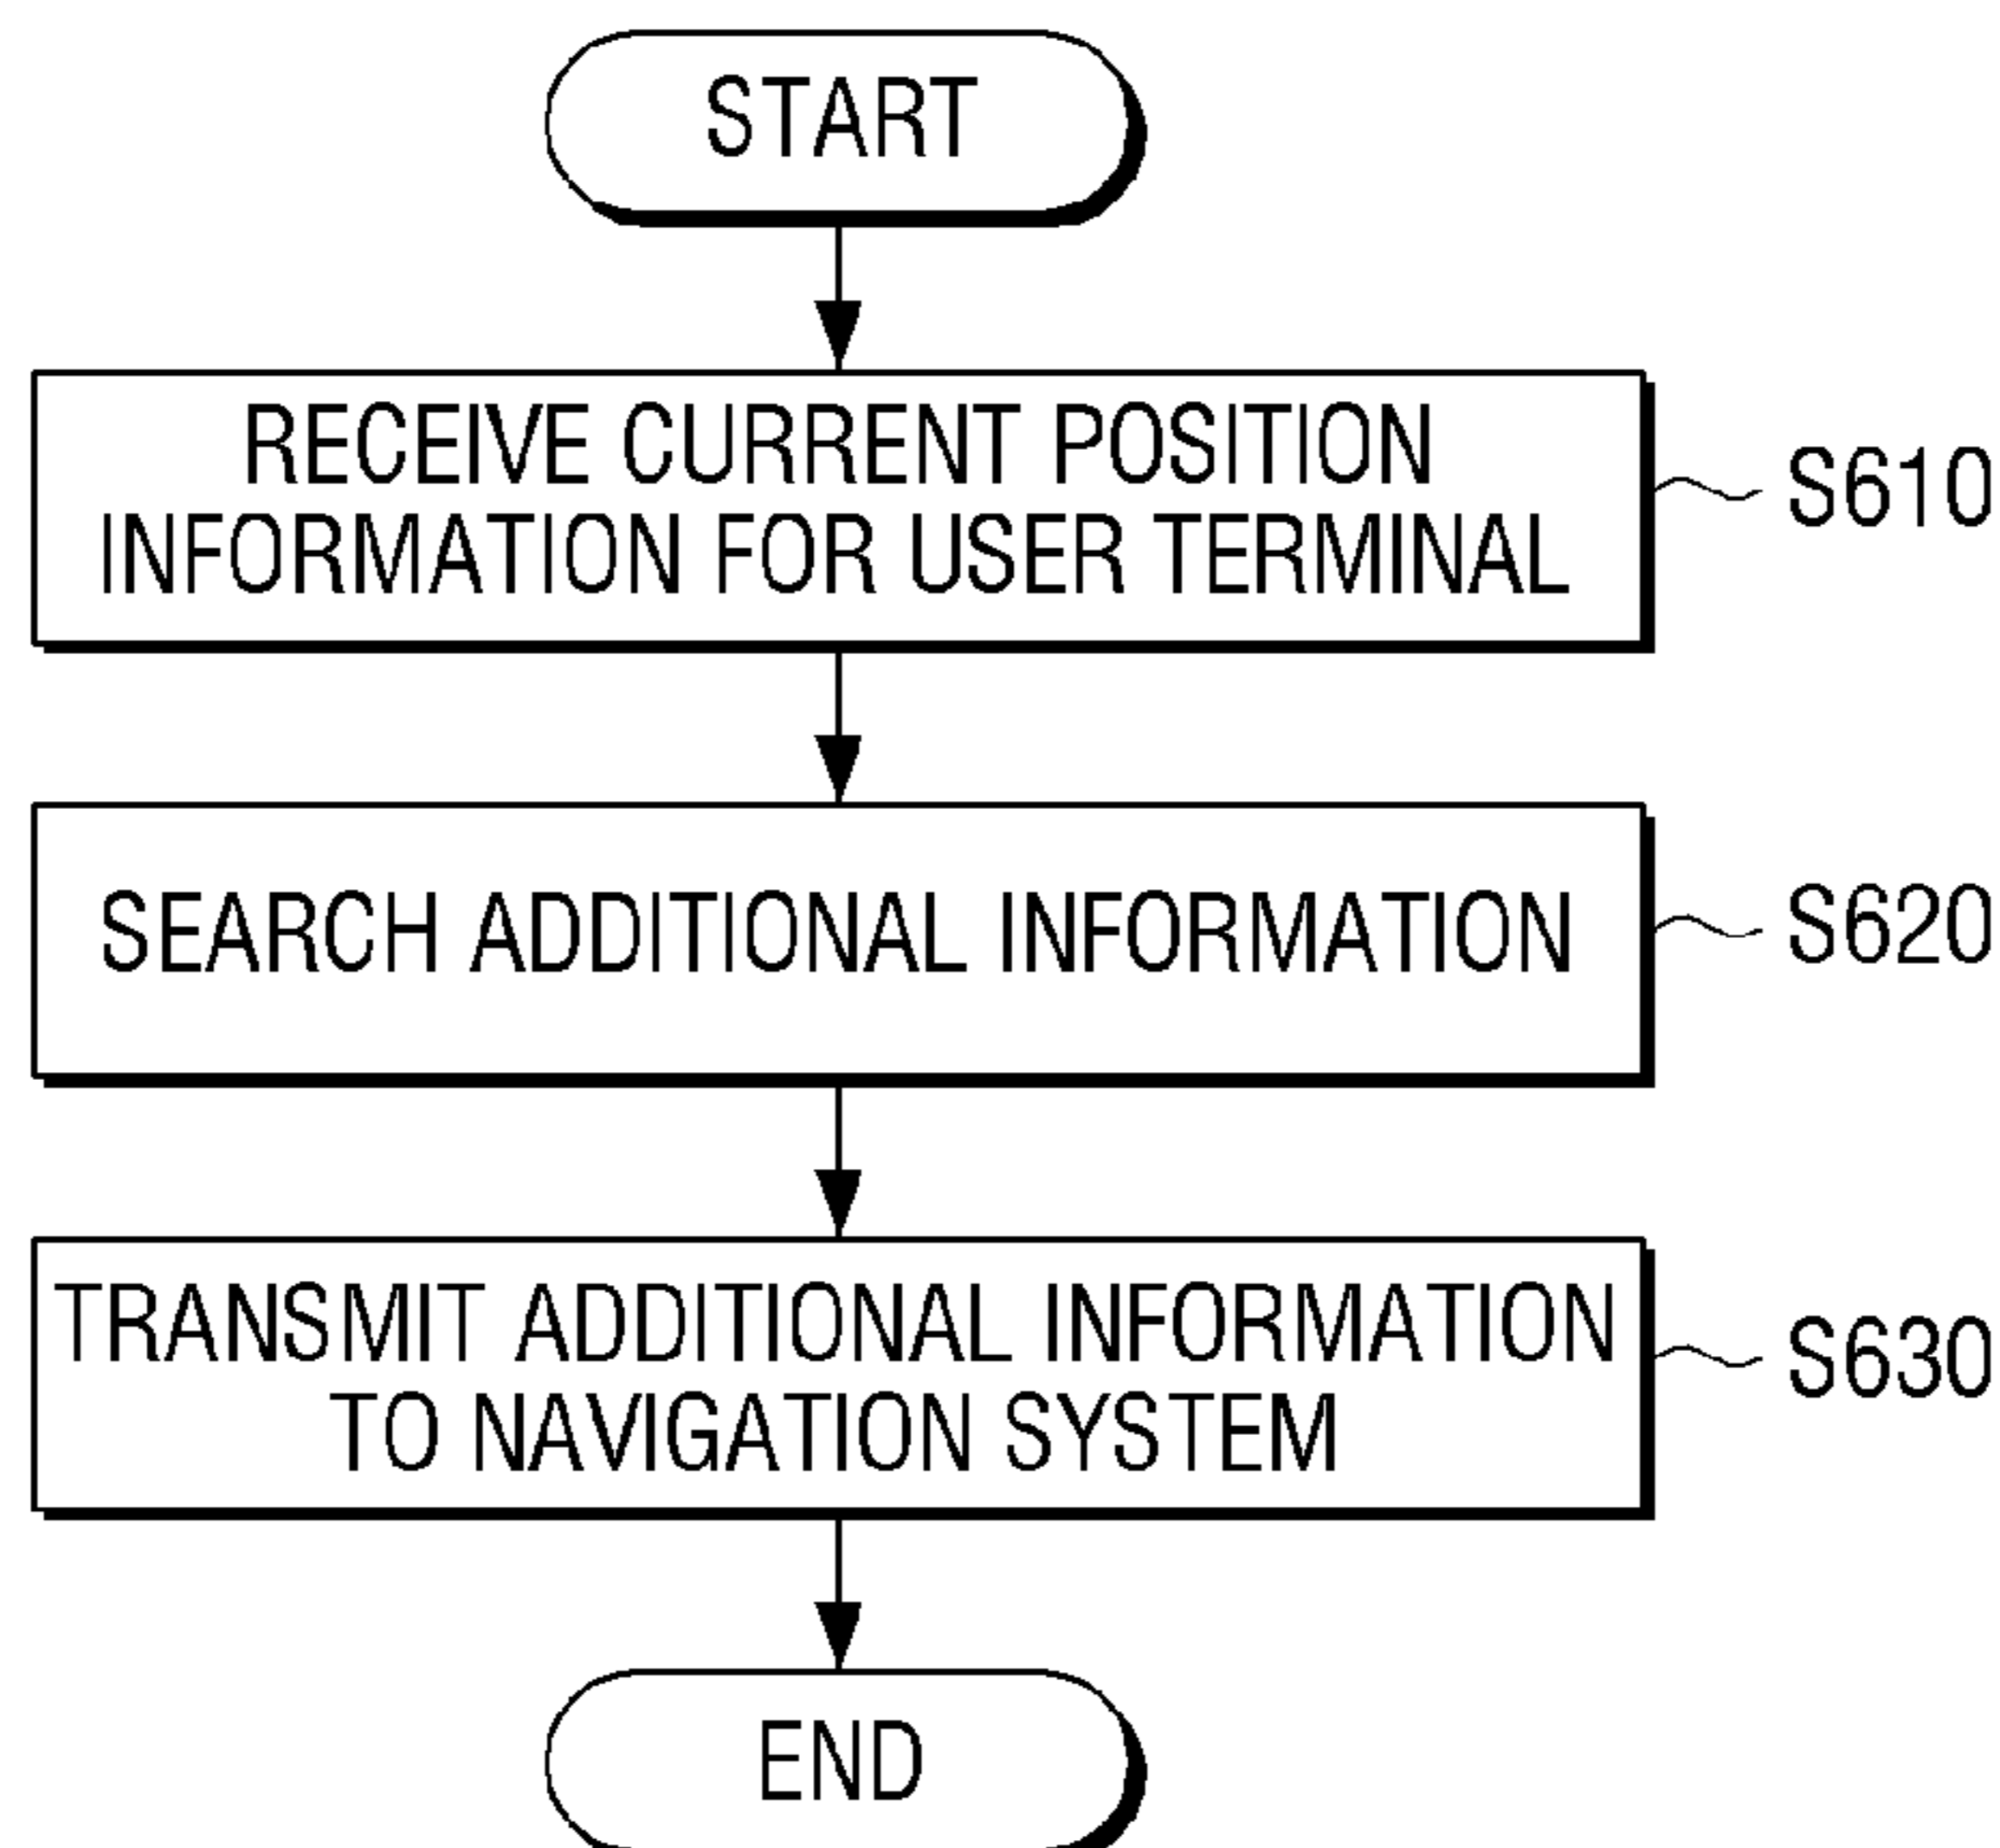 START
RECEIVE CURRENT POSITION
INFORMATION FOR USER TERMINAL
S610
SEARCH ADDITIONAL INFORMATION
S620
TRANSMIT ADDITIONAL INFORMATION
TO NAVIGATION SYSTEM
S630
END